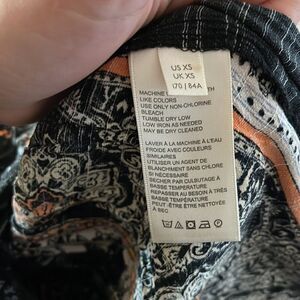 US XS
UK XS
170 / 84A
MACHINE
LIKE COLORS
USE ONLY NON-CHLORINE
BLEACH
TUMBLE DRY LOW
LOW IRON AS NEEDED
MAY BE DRY CLEANED
LAVER À LA MACHINE À L'EAU
FROIDE AVEC COULEURS
SIMILAIRES
UTILISER UN AGENT DE
BLANCHIMENT SANS CHLORE
SI NÉCESSAIRE
SÉCHER PAR CULBUTAGE À
BASSE TEMPÉRATURE
REPASSER AU BESOIN À TRÈS
BASSE TEMPÉRATURE
PEUT-ÊTRE ÊTRE NETTOYÉE
À SEC